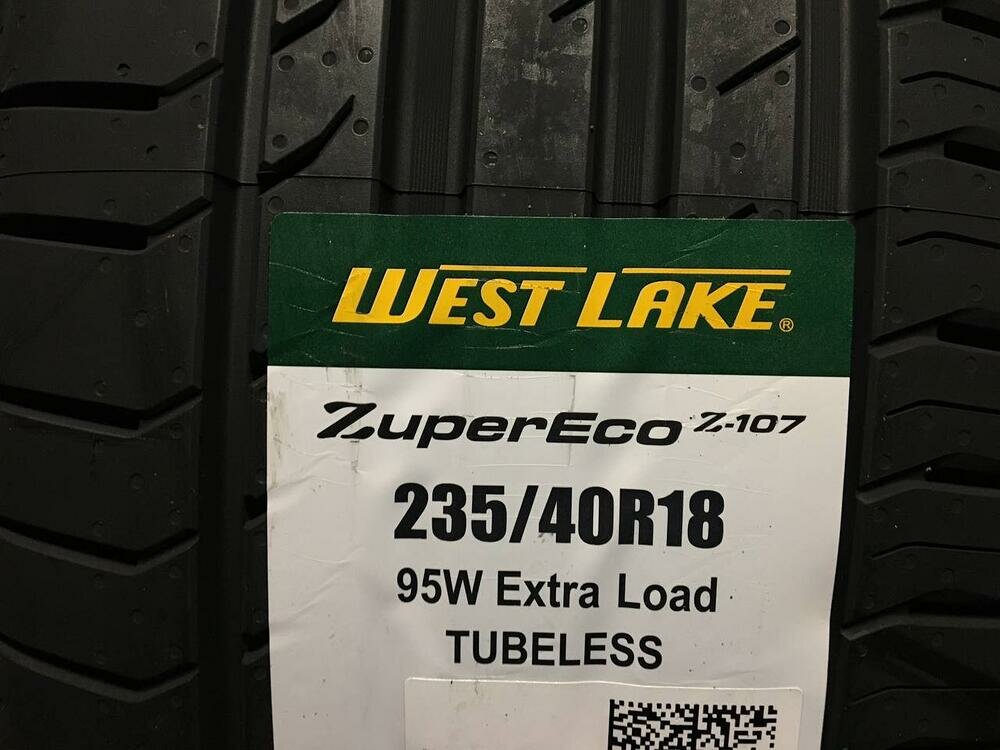 WEST LAKE®
ZuperEco Z-107
235/40R18
95W Extra Load
TUBELESS